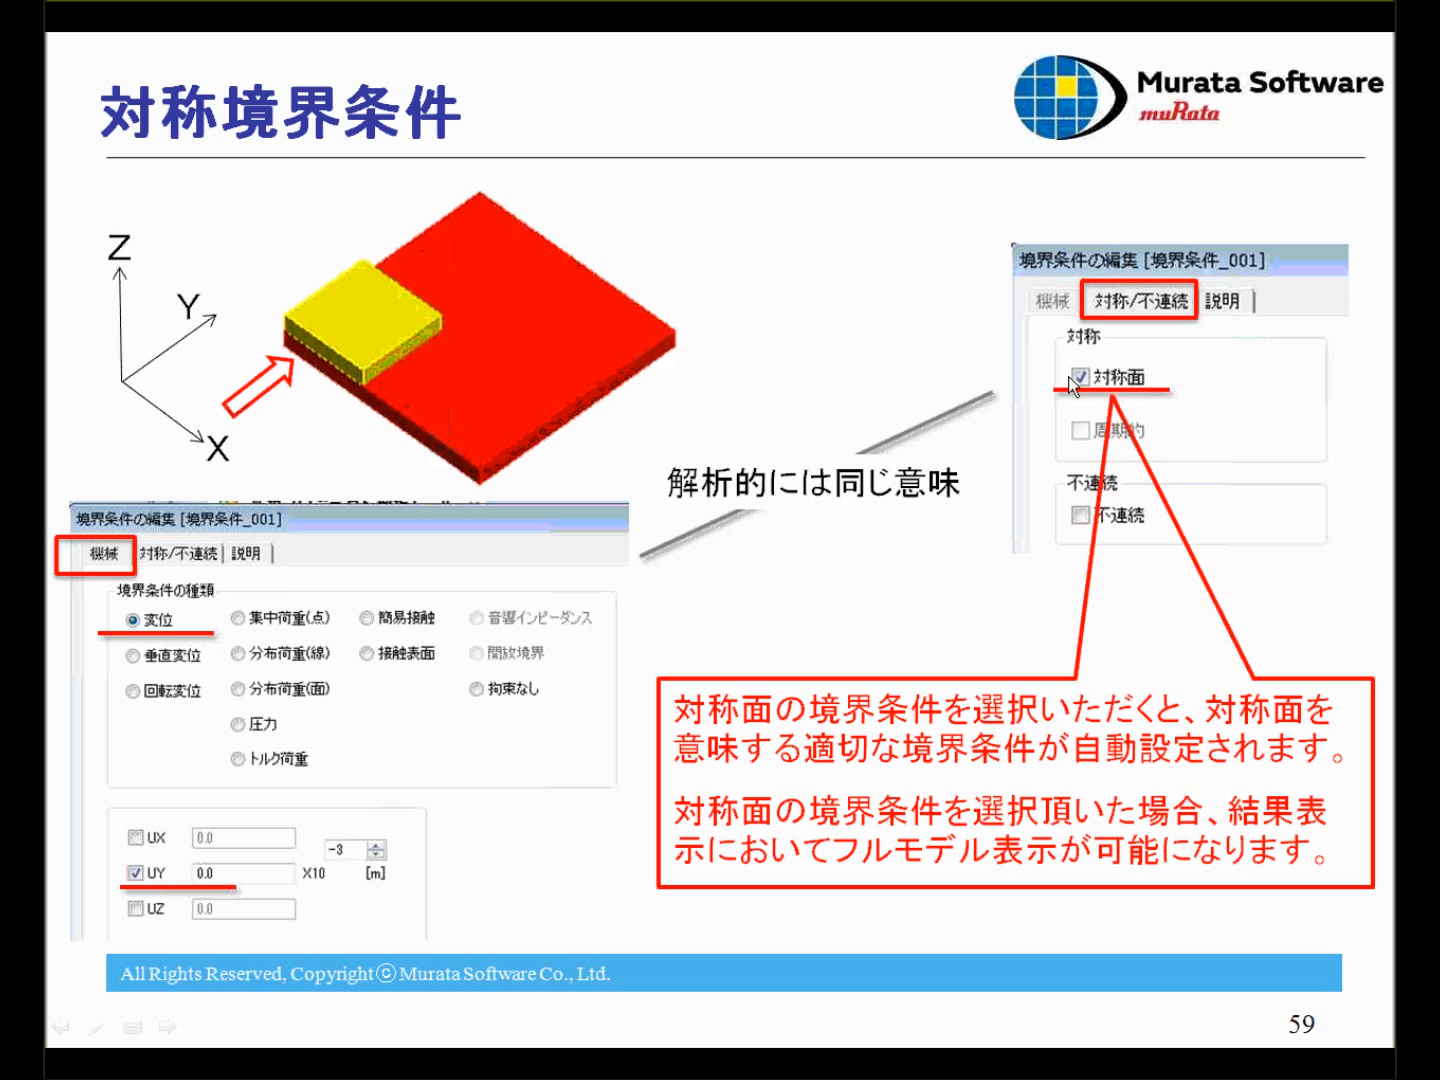 対称境界条件
Murata Software
muRata
Z
Y
X
境界条件の編集 [境界条件_001]
機械 対称/不連続 説明
対称
対称面
周期的
不連続
不連続
解析的には同じ意味
境界条件の編集 [境界条件_001]
機械 対称/不連続 説明
境界条件の種類
変位 集中荷重(点) 簡易接触 音響インピーダンス
垂直変位 分布荷重(線) 接触表面 開放境界
回転変位 分布荷重(面) 拘束なし
圧力
トルク荷重
UX 0.0
-3
UY 0.0 X10 [m]
UZ 0.0
対称面の境界条件を選択いただくと、対称面を
意味する適切な境界条件が自動設定されます。
対称面の境界条件を選択頂いた場合、結果表
示においてフルモデル表示が可能になります。
All Rights Reserved, Copyright © Murata Software Co., Ltd.
59